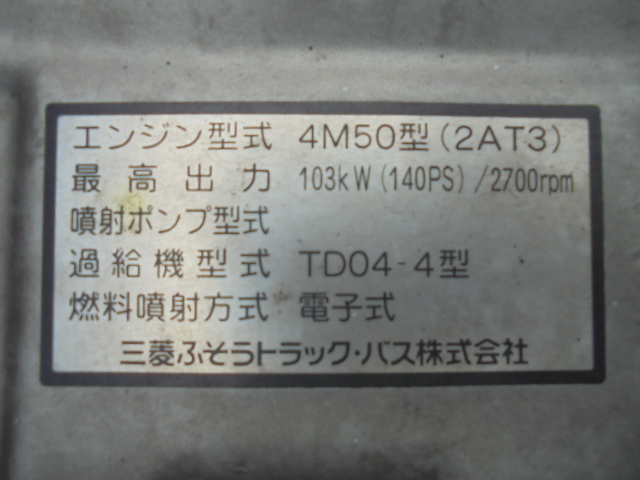 エンジン型式 4M50型(2AT3)
最高出力 103kW(140PS)/2700rpm
噴射ポンプ型式
過給機型式 TD04-4型
燃料噴射方式 電子式
三菱ふそうトラック・バス株式会社